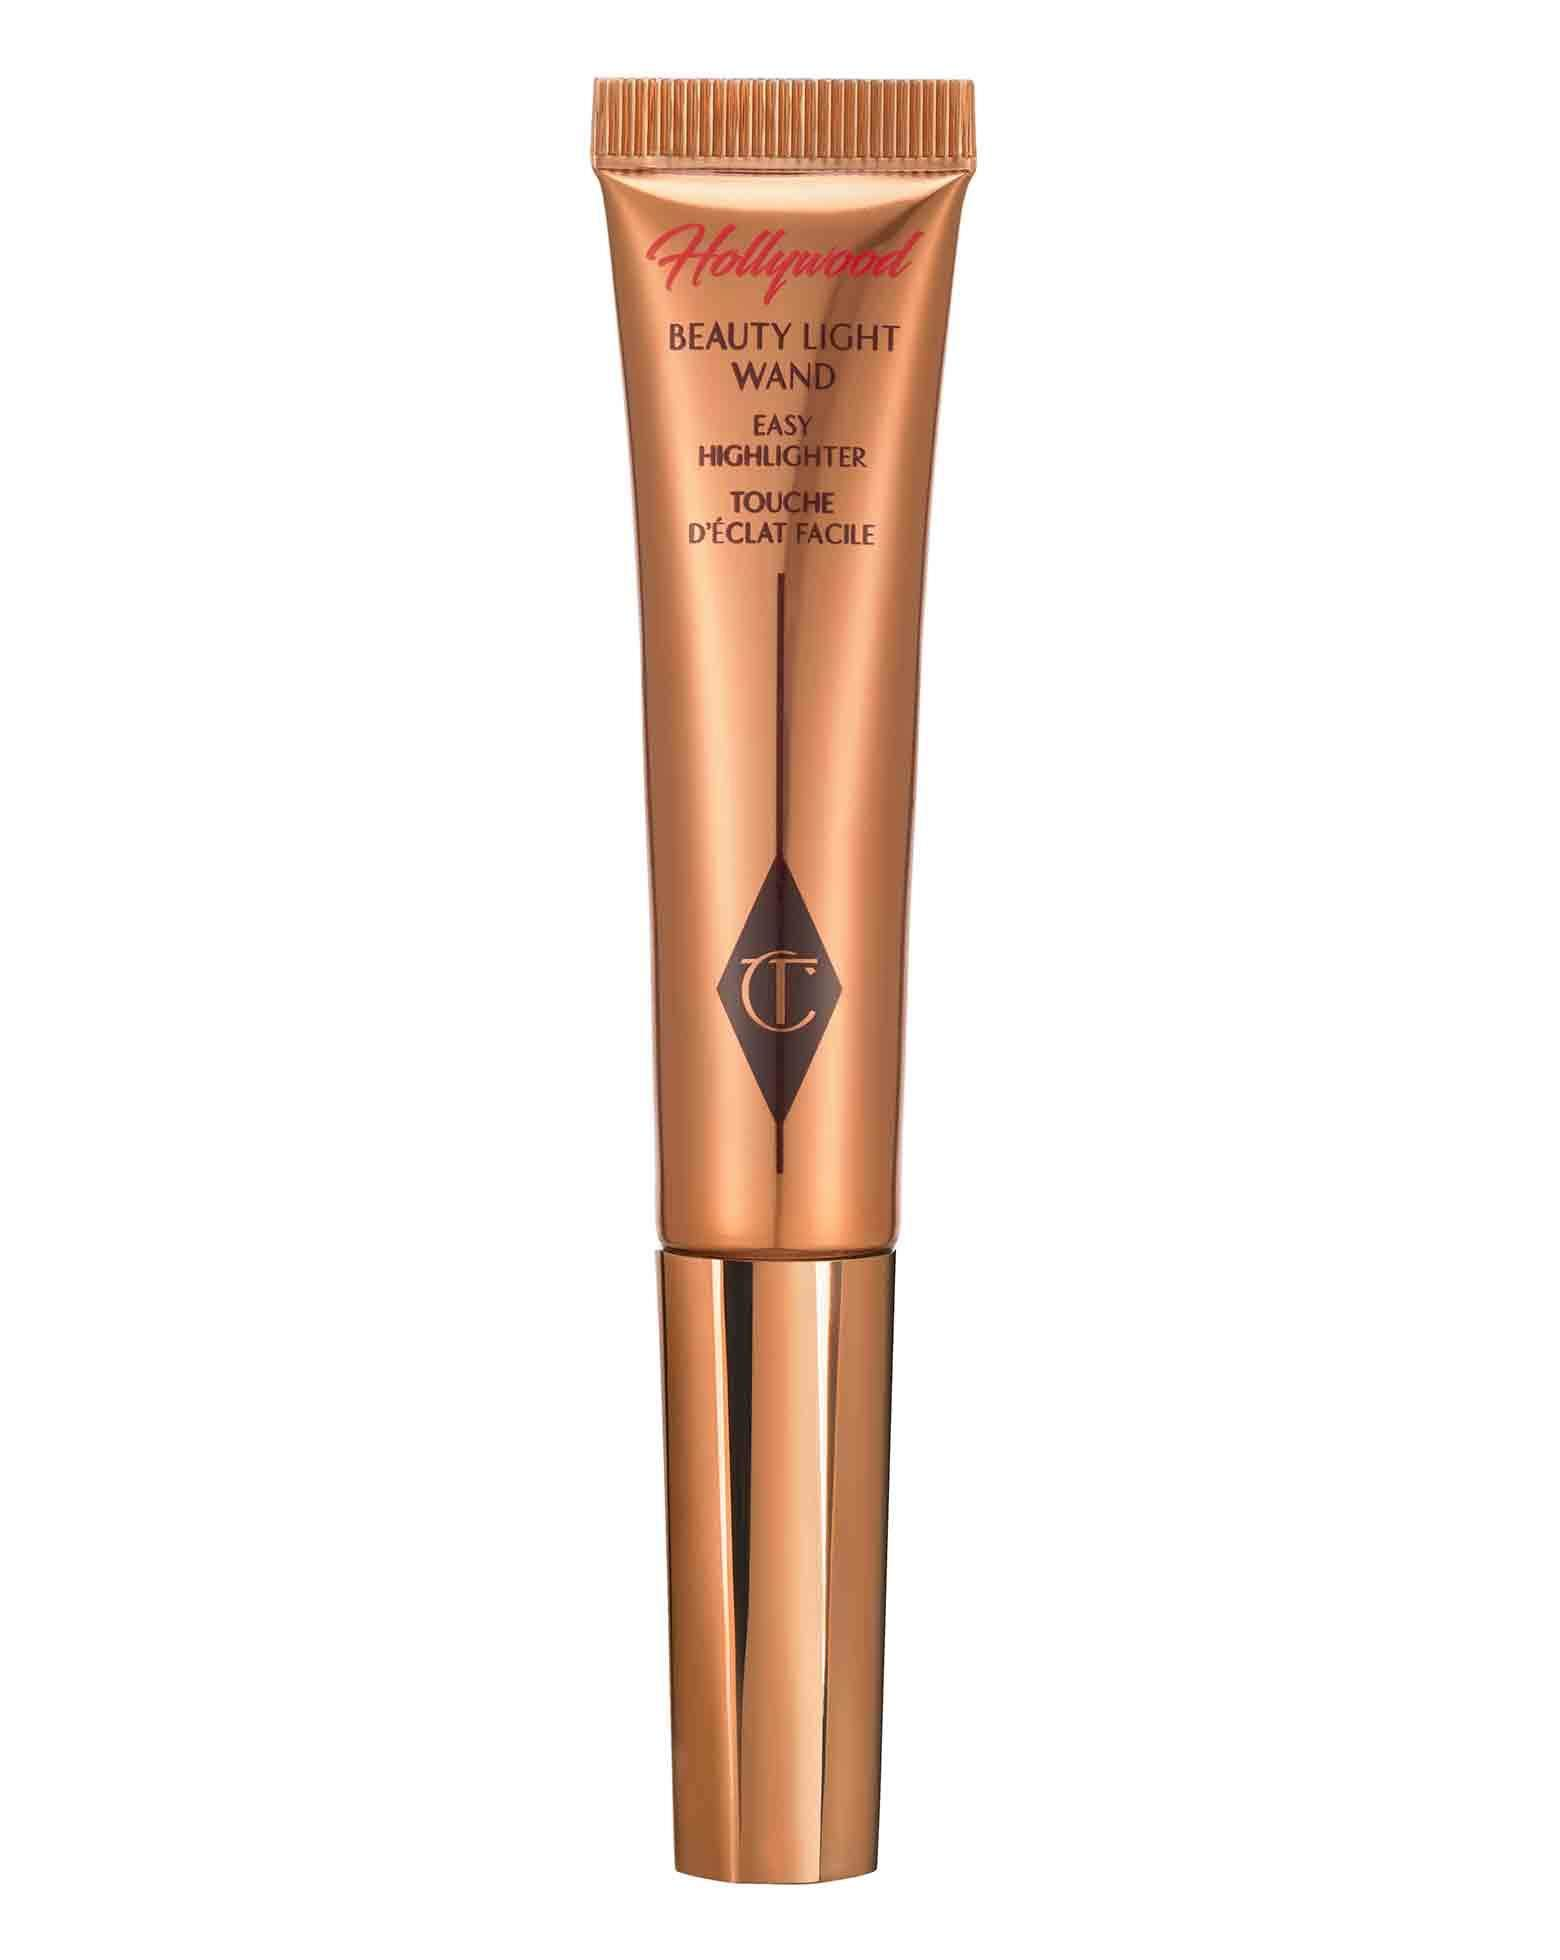 Hollywood
BEAUTY LIGHT
WAND
EASY
HIGHLIGHTER
TOUCHE
D'ÉCLAT FACILE
CT